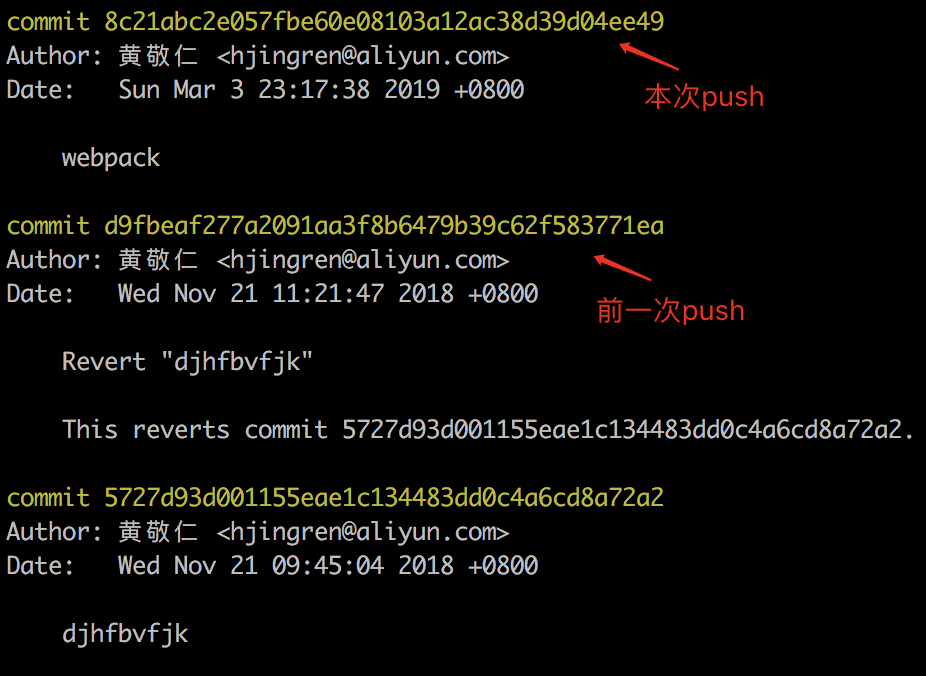 commit 8c21abc2e057fbe60e08103a12ac38d39d04ee49
Author: 黄敬仁 <hjingren@aliyun.com>
Date:   Sun Mar 3 23:17:38 2019 +0800
本次push
webpack
commit d9fbeaf277a2091aa3f8b6479b39c62f583771ea
Author: 黄敬仁 <hjingren@aliyun.com>
Date:   Wed Nov 21 11:21:47 2018 +0800
前一次push
Revert "djhfbvfjk"
This reverts commit 5727d93d001155eae1c134483dd0c4a6cd8a72a2.
commit 5727d93d001155eae1c134483dd0c4a6cd8a72a2
Author: 黄敬仁 <hjingren@aliyun.com>
Date:   Wed Nov 21 09:45:04 2018 +0800
djhfbvfjk